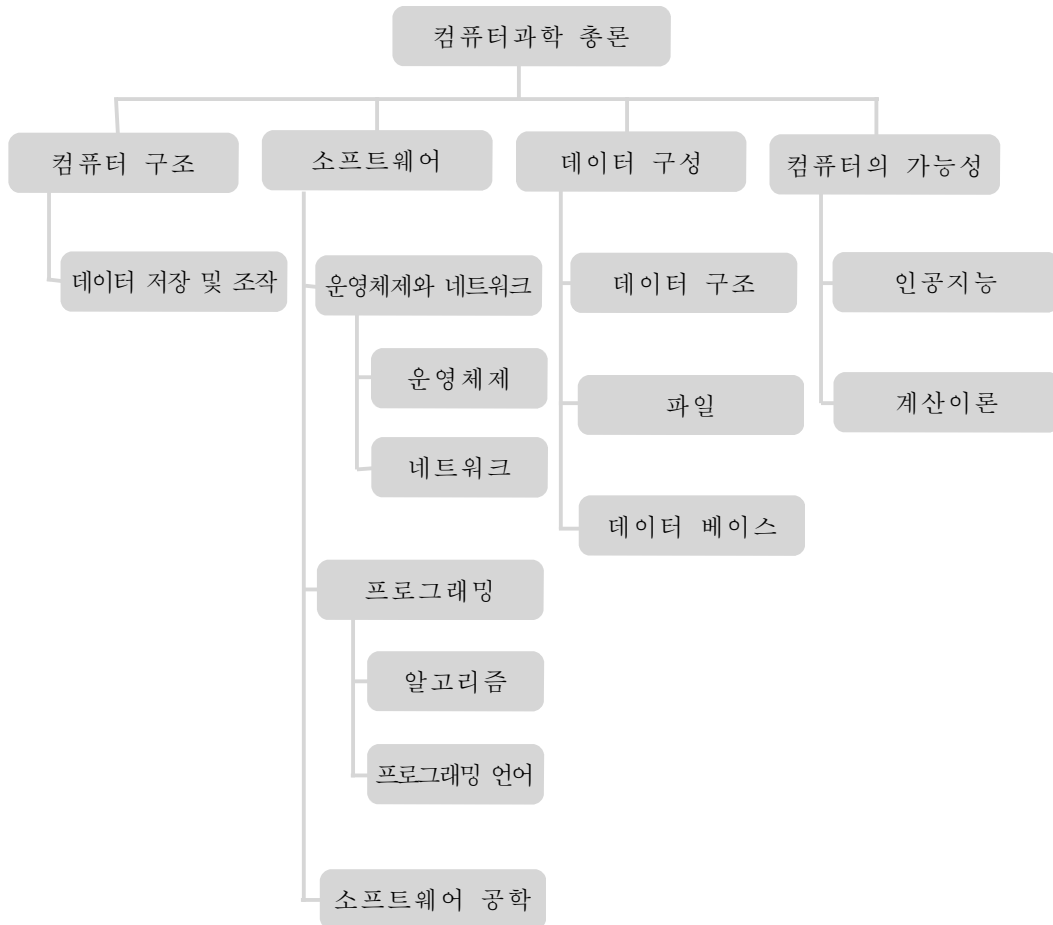 컴퓨터과학 총론
컴퓨터 구조
소프트웨어
데이터 구성
컴퓨터의 가능성
데이터 저장 및 조작
운영체제와 네트워크
데이터 구조
인공지능
운영체제
파일
계산이론
네트워크
데이터 베이스
프로그래밍
알고리즘
프로그래밍 언어
소프트웨어 공학